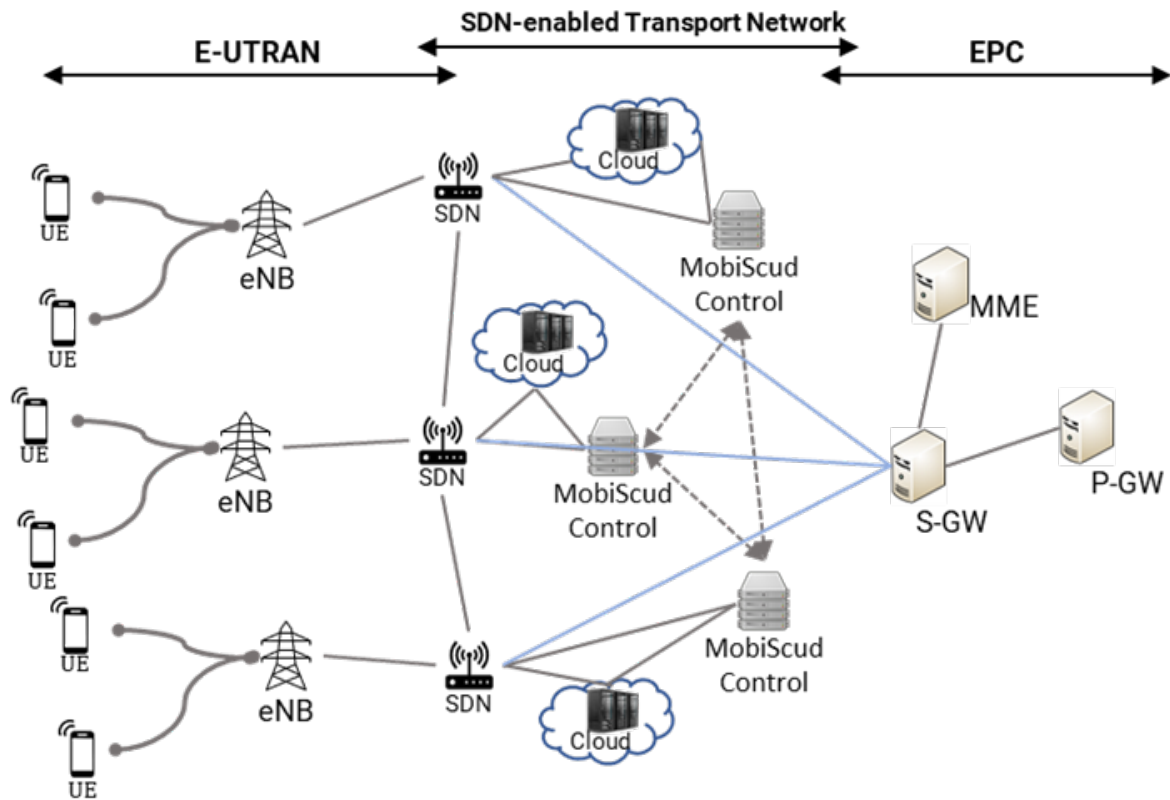 SDN-enabled Transport Network
E-UTRAN
EPC
Cloud
UE
SDN
eNB
MobiScud
Control
UE
MME
Cloud
UE
SDN
eNB
MobiScud
Control
P-GW
S-GW
UE
UE
MobiScud
Control
SDN
eNB
Cloud
UE